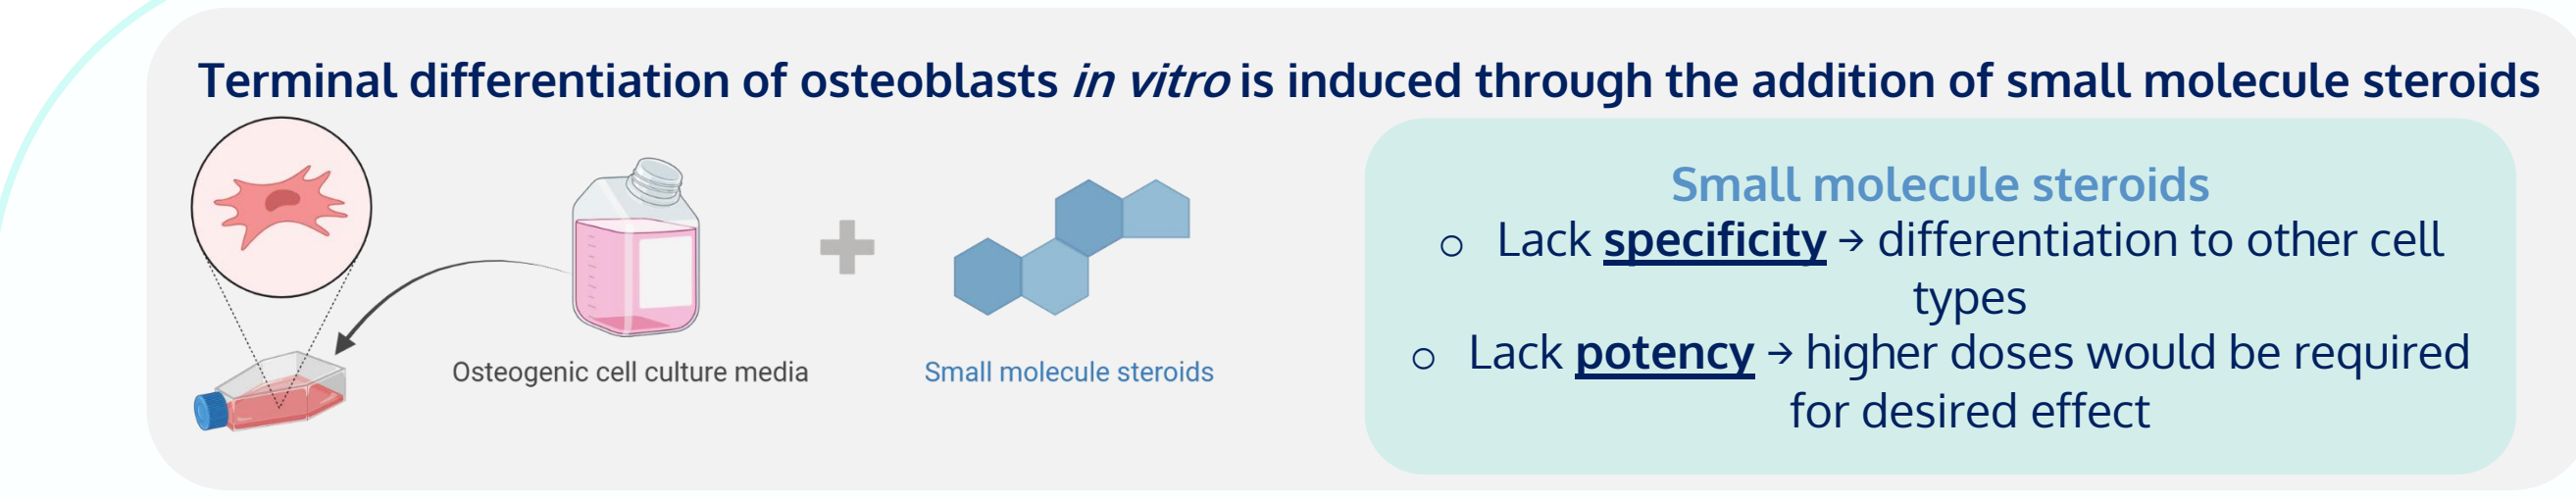 Terminal differentiation of osteoblasts in vitro is induced through the addition of small molecule steroids
Osteogenic cell culture media
Small molecule steroids
Small molecule steroids
○ Lack specificity → differentiation to other cell
types
○ Lack potency → higher doses would be required
for desired effect